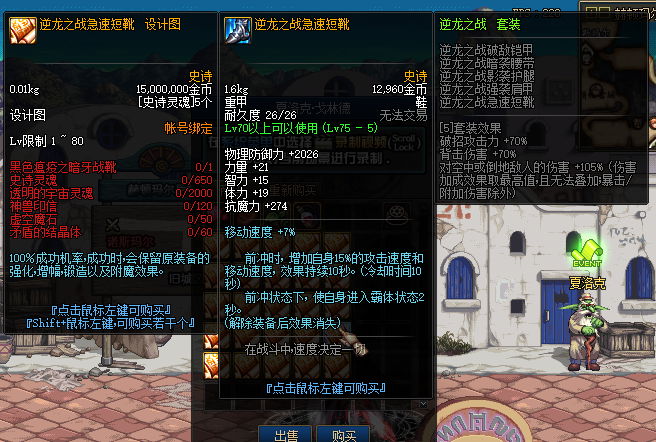 逆龙之战急速短靴 设计图
史诗
0.01kg
15,000,000金币
[史诗灵魂]5个
设计图
帐号绑定
Lv限制 1 ~ 80
黑色瘟疫之暗牙战靴 0/1
史诗灵魂 0/650
透明的宇宙灵魂 0/2000
神圣印信 0/120
虚空魔石 0/50
矛盾的结晶体 0/60
100%成功机率,成功时,会保留原装备的
强化,增幅,锻造以及附魔效果。
『点击鼠标左键可购买』
『Shift+鼠标左键,可购买若干个』
逆龙之战急速短靴
史诗
1.6kg
12,960金币
重甲
鞋
耐久度 26/26
无法交易
Lv70以上可以使用 (Lv75 - 5)
物理防御力 +2026
力量 +21
智力 +15
体力 +19
抗魔力 +274
移动速度 +7%
前冲时, 增加自身15%的攻击速度和
移动速度, 效果持续10秒。(冷却时间10
秒)
前冲状态下, 使自身进入霸体状态2
秒。
(解除装备后效果消失)
在战斗中,速度决定一切
『点击鼠标左键可购买』
逆龙之战 套装
逆龙之战破敌铠甲
逆龙之战暗袭腰带
逆龙之战影袭护腿
逆龙之战强袭肩甲
逆龙之战急速短靴
[5]套装效果
破招攻击力 +70%
背击伤害 +70%
对空中或倒地敌人的伤害 +105% (伤害
加成效果取最高值,且无法叠加;暴击/
附加伤害除外)
EVENT
夏洛克
出售
购买